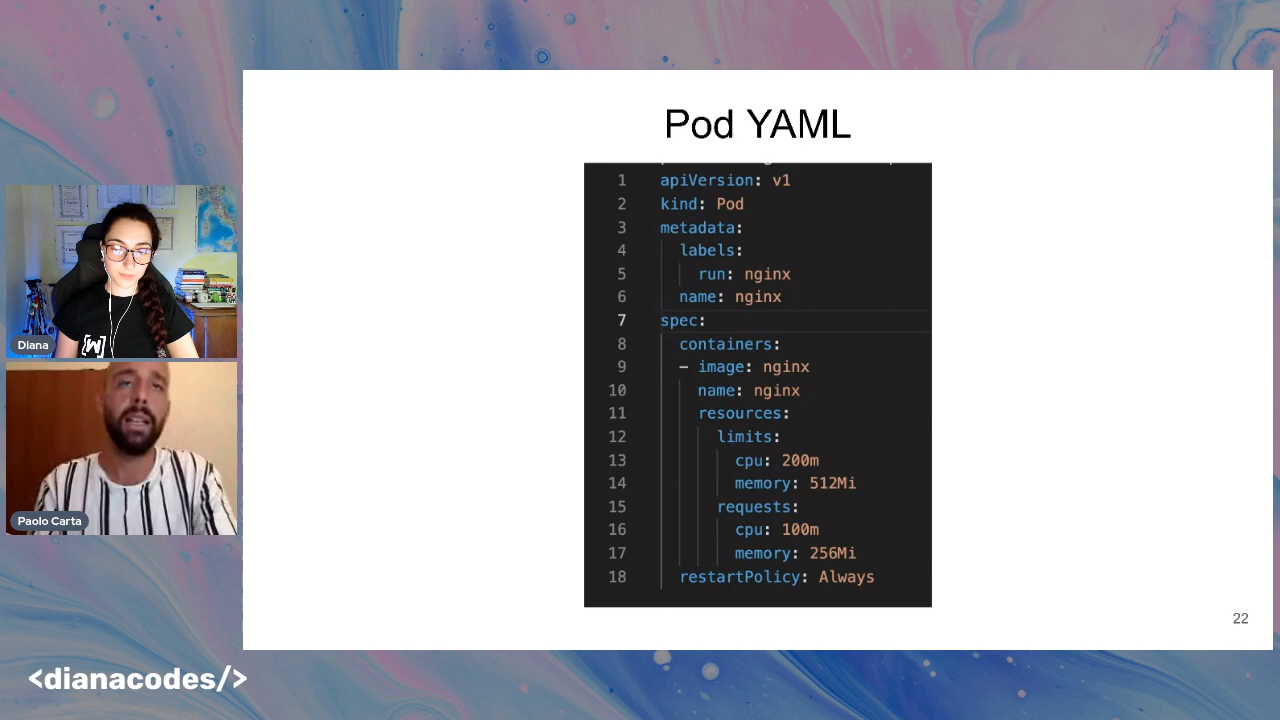 Pod YAML
1 apiVersion: v1
2 kind: Pod
3 metadata:
4   labels:
5     run: nginx
6   name: nginx
7 spec:
8   containers:
9   - image: nginx
10     name: nginx
11     resources:
12       limits:
13         cpu: 200m
14         memory: 512Mi
15       requests:
16         cpu: 100m
17         memory: 256Mi
18   restartPolicy: Always
22
Diana
Paolo Carta
<dianacodes/>